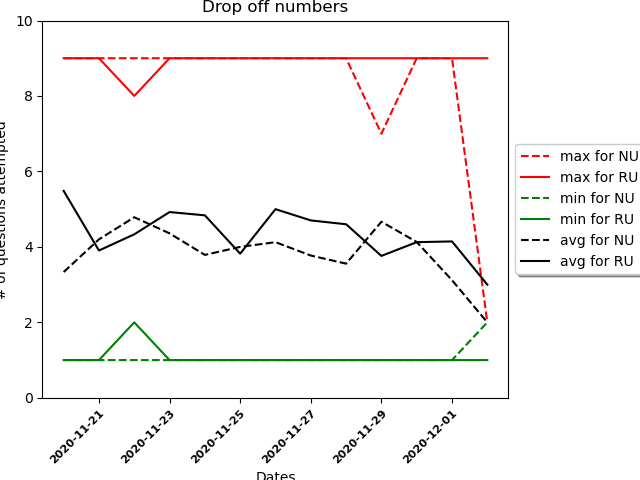 Drop off numbers
# of questions attempted
10
8
6
4
2
0
2020-11-21
2020-11-23
2020-11-25
2020-11-27
2020-11-29
2020-12-01
Dates
max for NU
max for RU
min for NU
min for RU
avg for NU
avg for RU